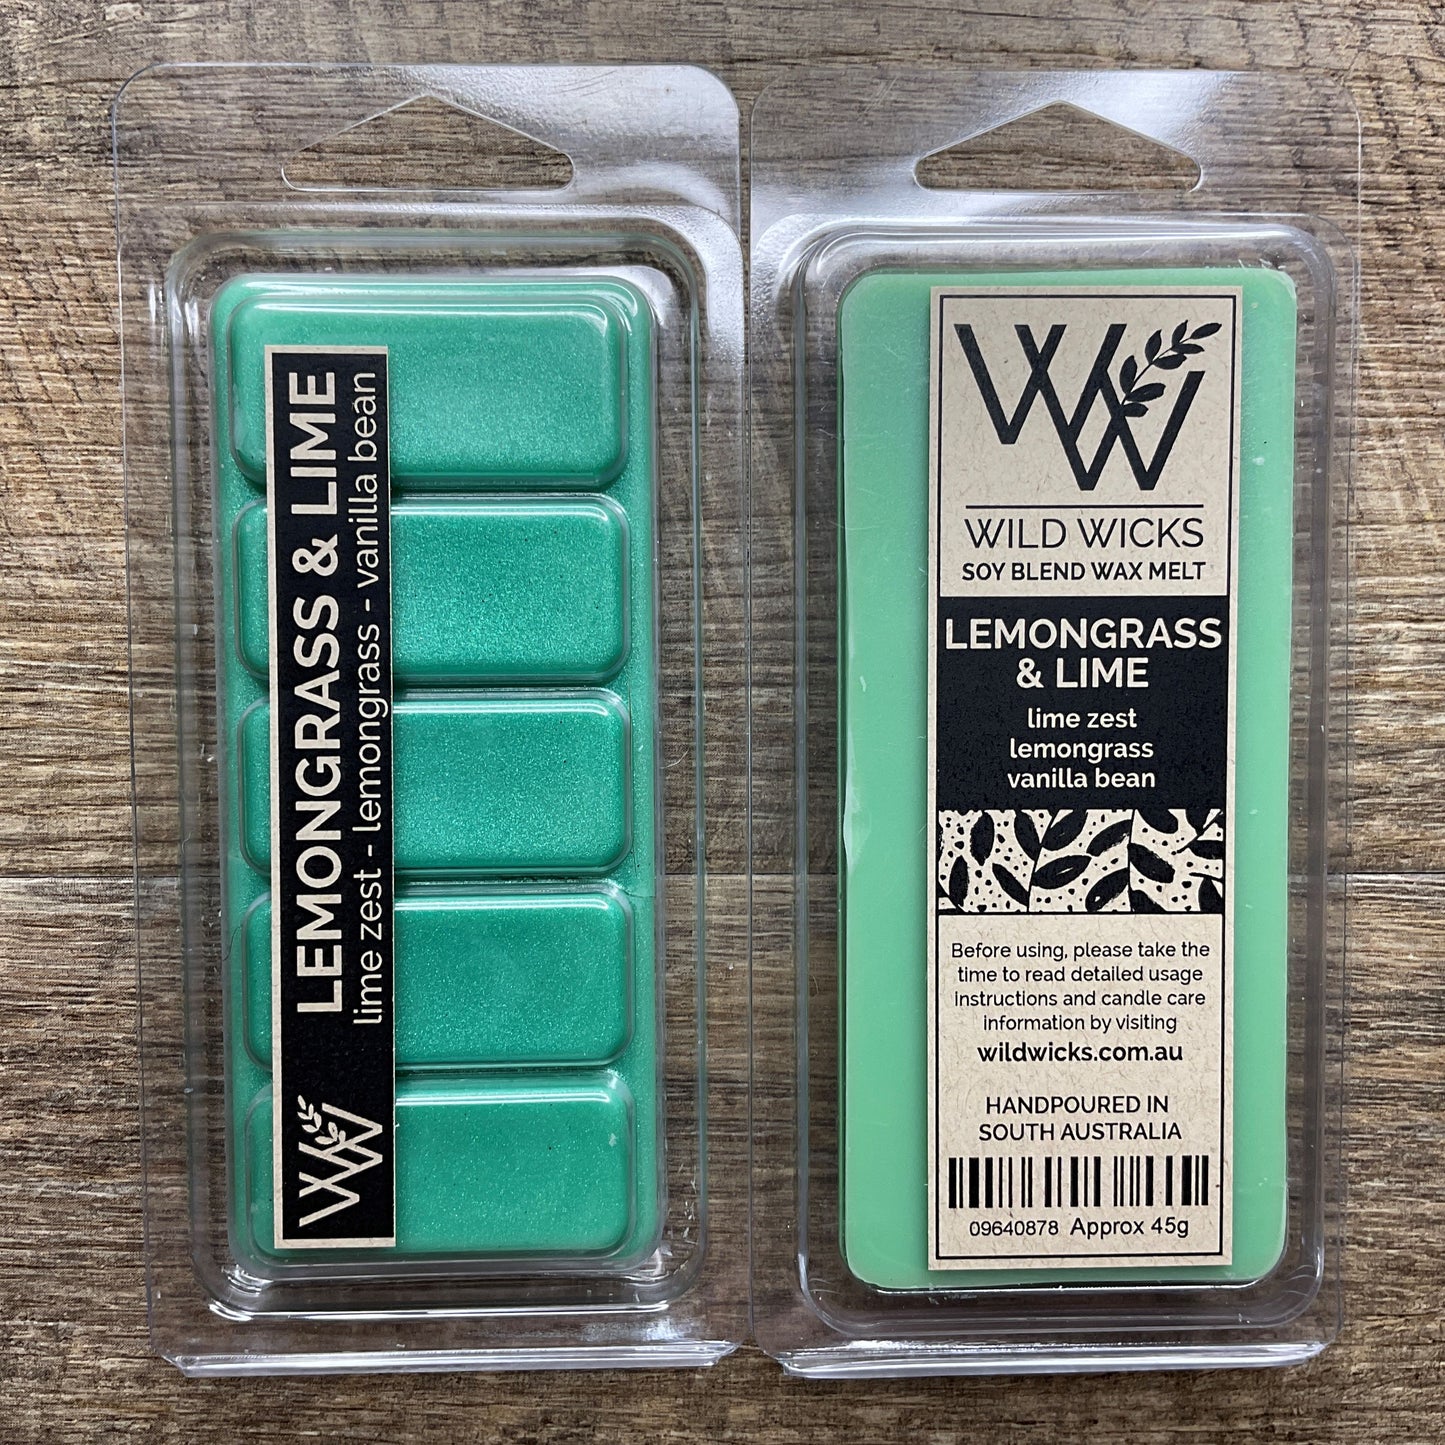 LEMONGRASS & LIME
lime zest - lemongrass - vanilla bean
WW
WW
WILD WICKS
SOY BLEND WAX MELT
LEMONGRASS
& LIME
lime zest
lemongrass
vanilla bean
Before using, please take the
time to read detailed usage
instructions and candle care
information by visiting
wildwicks.com.au
HANDPOURED IN
SOUTH AUSTRALIA
09640878 Approx 45g